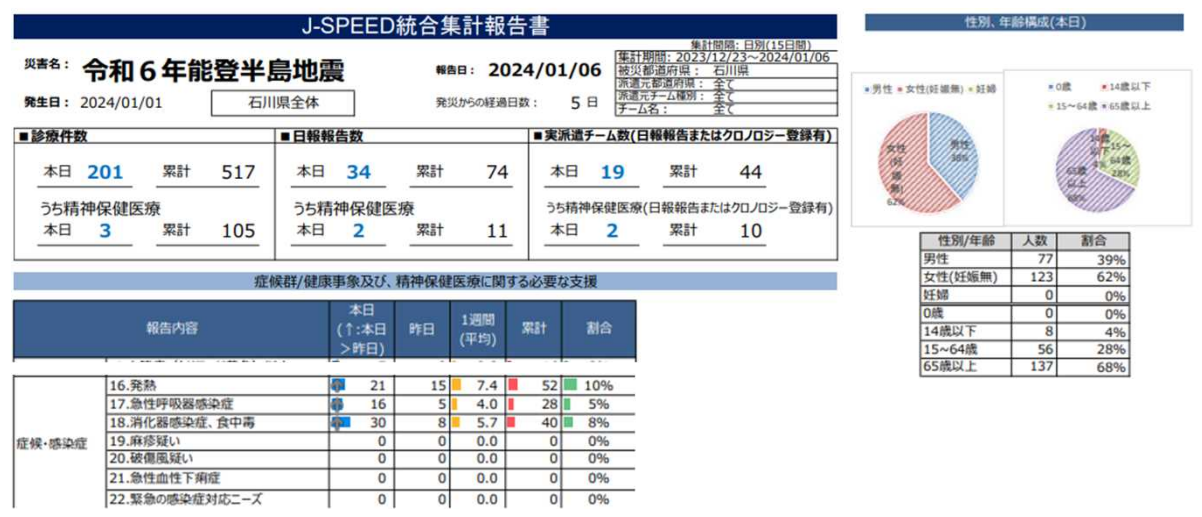 J-SPEED統合集計報告書
集計間隔: 日別(15日間)
災害名： 令和６年能登半島地震
報告日： 2024/01/06
集計期間: 2023/12/23～2024/01/06
被災都道府県： 石川県
派遣元都道府県： 全て
派遣元チーム種別： 全て
チーム名： 全て
発生日： 2024/01/01 石川県全体 発災からの経過日数： 5 日
■診療件数 ■日報報告数 ■実派遣チーム数(日報報告またはクロノロジー登録有)
本日 201 累計 517 本日 34 累計 74 本日 19 累計 44
うち精神保健医療 うち精神保健医療 うち精神保健医療(日報報告またはクロノロジー登録有)
本日 3 累計 105 本日 2 累計 11 本日 2 累計 10
症候群/健康事象及び、精神保健医療に関する必要な支援
報告内容 本日 (↑:本日＞昨日) 昨日 1週間(平均) 累計 割合
症候・感染症
16.発熱 21 15 7.4 52 10%
17.急性呼吸器感染症 16 5 4.0 28 5%
18.消化器感染症、食中毒 30 8 5.7 40 8%
19.麻疹疑い 0 0 0.0 0 0%
20.破傷風疑い 0 0 0.0 0 0%
21.急性血性下痢症 0 0 0.0 0 0%
22.緊急の感染症対応ニーズ 0 0 0.0 0 0%
性別、年齢構成(本日)
男性 女性(妊娠無) 妊婦
男性 38%
女性(妊娠無) 62%
0歳 14歳以下
15～64歳 65歳以上
14歳以下 4%
15～64歳 28%
65歳以上 68%
性別/年齢 人数 割合
男性 77 39%
女性(妊娠無) 123 62%
妊婦 0 0%
0歳 0 0%
14歳以下 8 4%
15~64歳 56 28%
65歳以上 137 68%